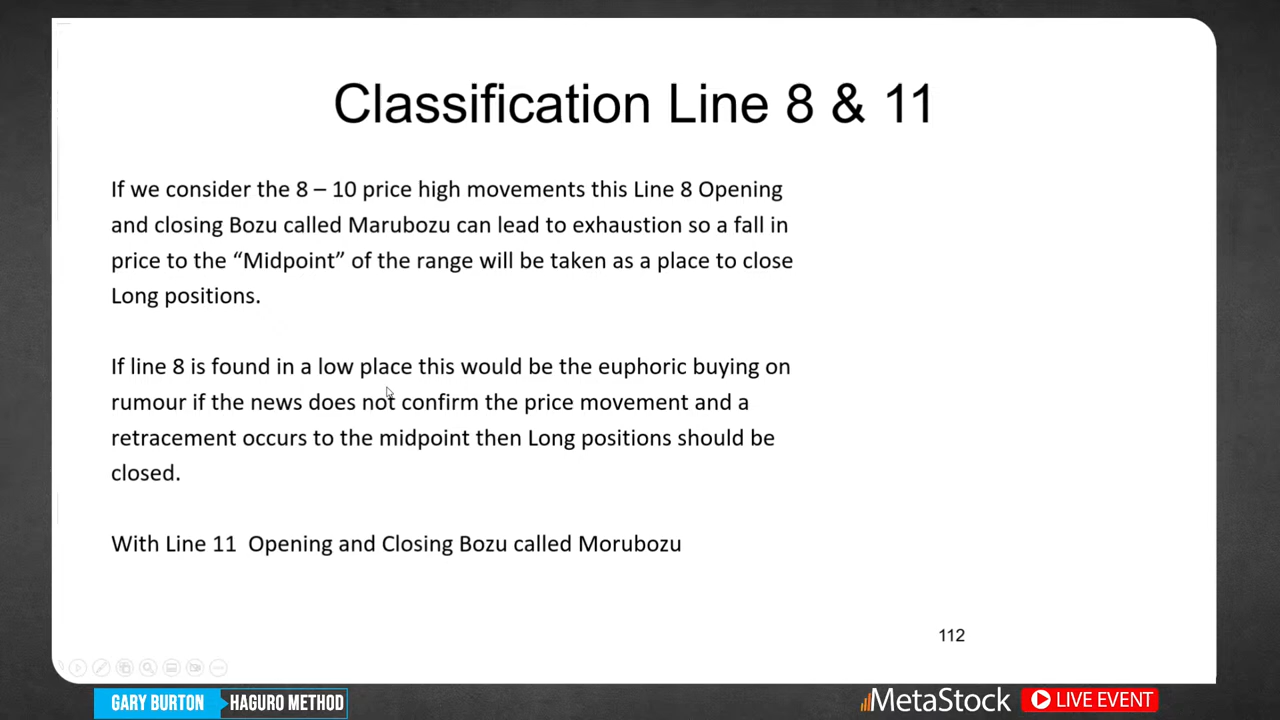 Classification Line 8 & 11
If we consider the 8 – 10 price high movements this Line 8 Opening
and closing Bozu called Marubozu can lead to exhaustion so a fall in
price to the “Midpoint” of the range will be taken as a place to close
Long positions.
If line 8 is found in a low place this would be the euphoric buying on
rumour if the news does not confirm the price movement and a
retracement occurs to the midpoint then Long positions should be
closed.
With Line 11  Opening and Closing Bozu called Morubozu
112
GARY BURTON HAGURO METHOD
MetaStock LIVE EVENT